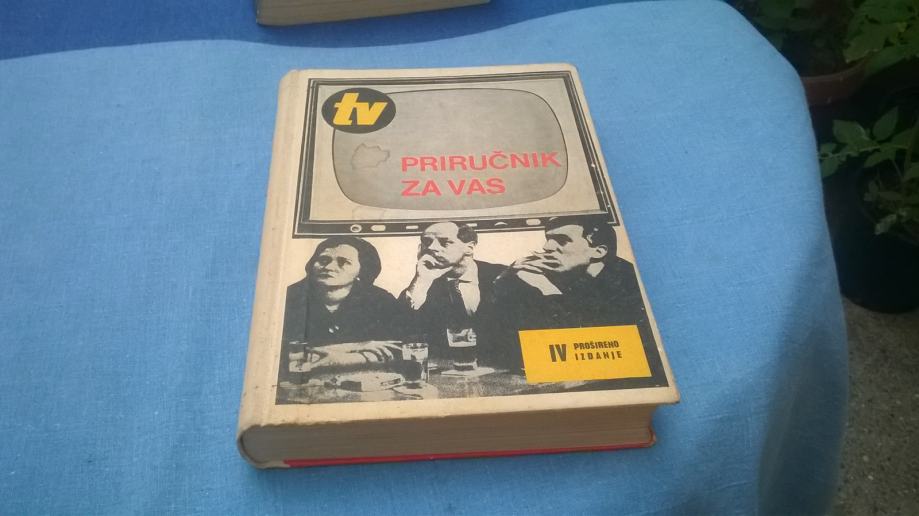 tv
PRIRUČNIK
ZA VAS
IV PROŠIRENO
IZDANJE